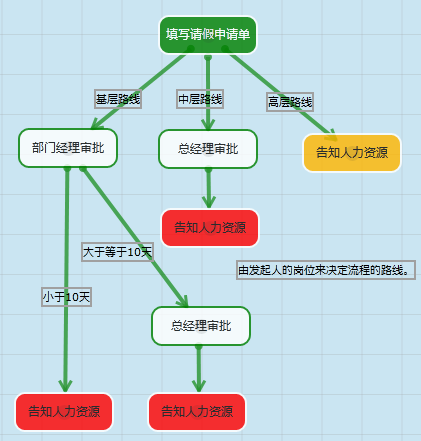 填写请假申请单
基层路线
中层路线
高层路线
部门经理审批
总经理审批
告知人力资源
告知人力资源
大于等于10天
由发起人的岗位来决定流程的路线。
小于10天
总经理审批
告知人力资源
告知人力资源